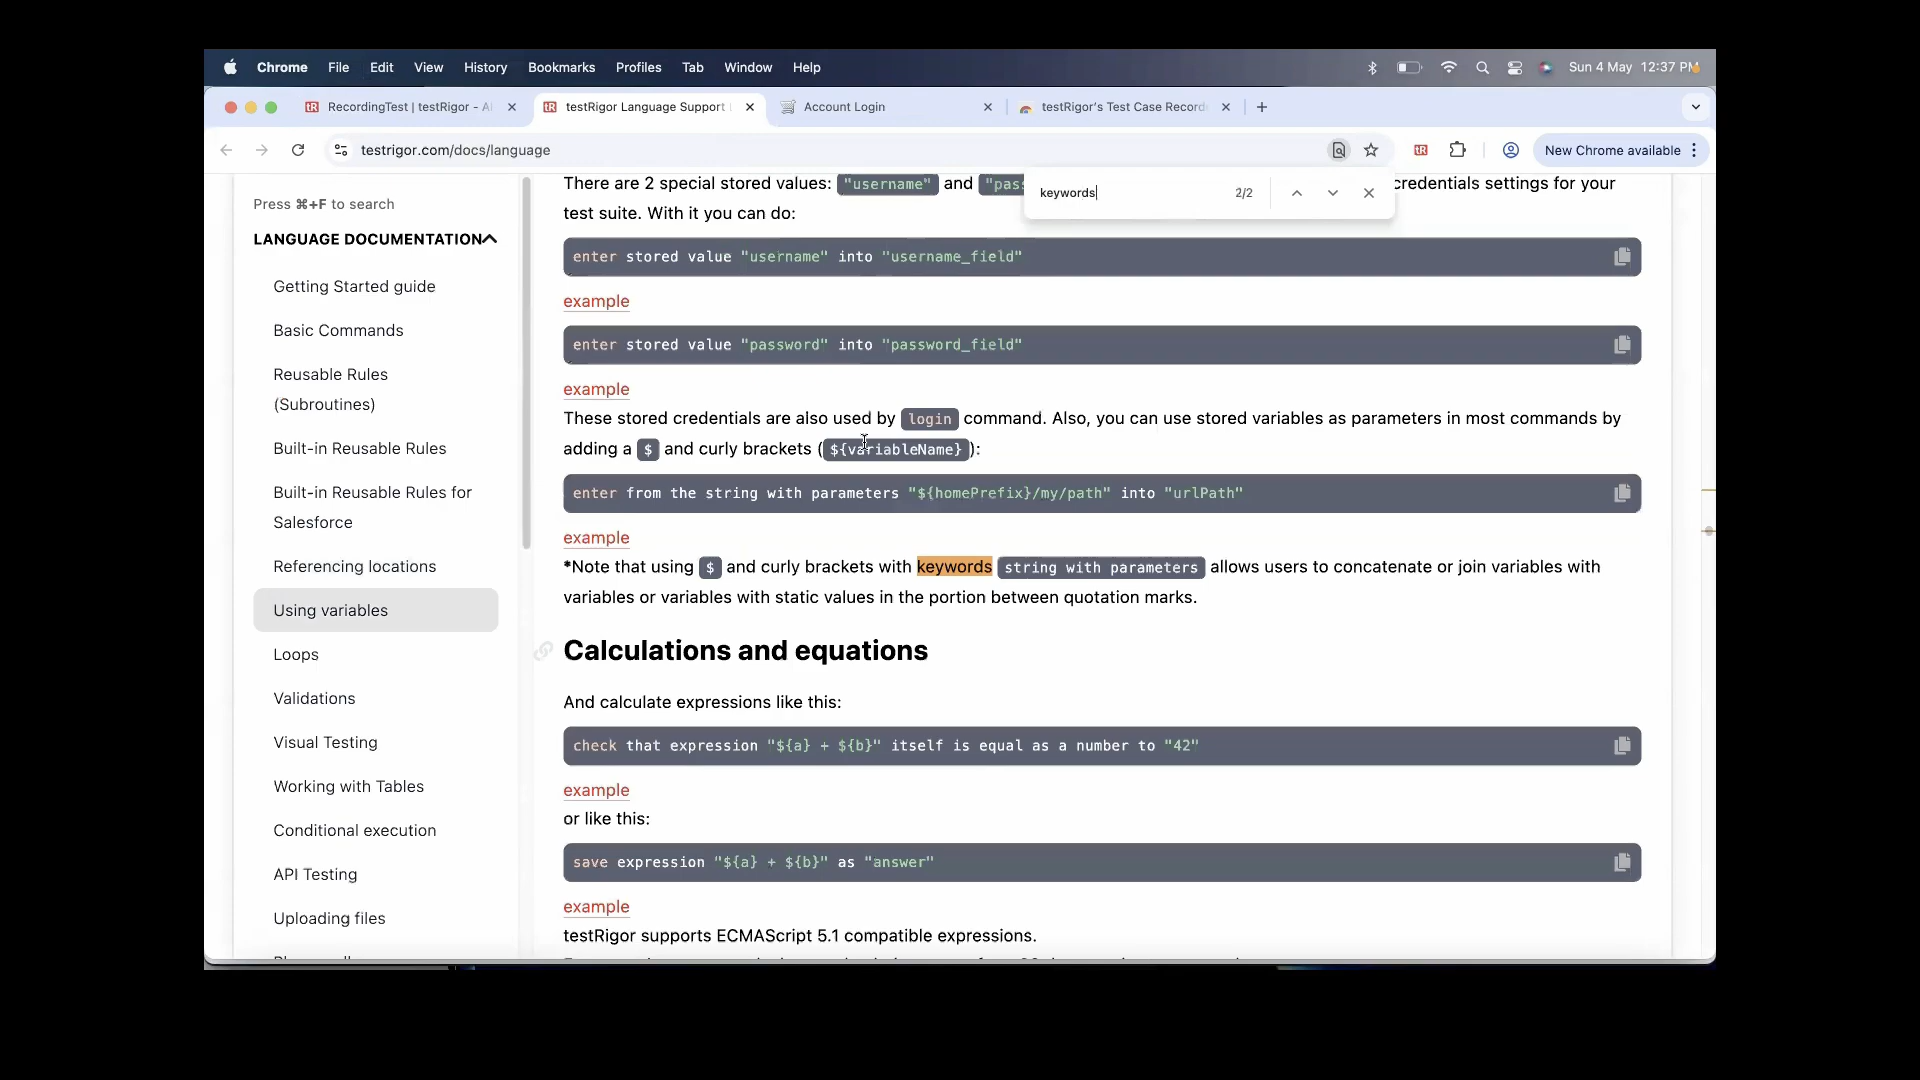 Chrome File Edit View History Bookmarks Profiles Tab Window Help Sun 4 May 12:37 PM
RecordingTest | testRigor - testRigor Language Support Account Login testRigor's Test Case Record
testrigor.com/docs/language New Chrome available
keywords 2/2
Press ⌘+F to search
LANGUAGE DOCUMENTATION
Getting Started guide
Basic Commands
Reusable Rules
(Subroutines)
Built-in Reusable Rules
Built-in Reusable Rules for
Salesforce
Referencing locations
Using variables
Loops
Validations
Visual Testing
Working with Tables
Conditional execution
API Testing
Uploading files
There are 2 special stored values: "username" and "pas credentials settings for your
test suite. With it you can do:
enter stored value "username" into "username_field"
example
enter stored value "password" into "password_field"
example
These stored credentials are also used by login command. Also, you can use stored variables as parameters in most commands by
adding a $ and curly brackets ( ${variableName} ):
enter from the string with parameters "${homePrefix}/my/path" into "urlPath"
example
*Note that using $ and curly brackets with keywords string with parameters allows users to concatenate or join variables with
variables or variables with static values in the portion between quotation marks.
Calculations and equations
And calculate expressions like this:
check that expression "${a} + ${b}" itself is equal as a number to "42"
example
or like this:
save expression "${a} + ${b}" as "answer"
example
testRigor supports ECMAScript 5.1 compatible expressions.